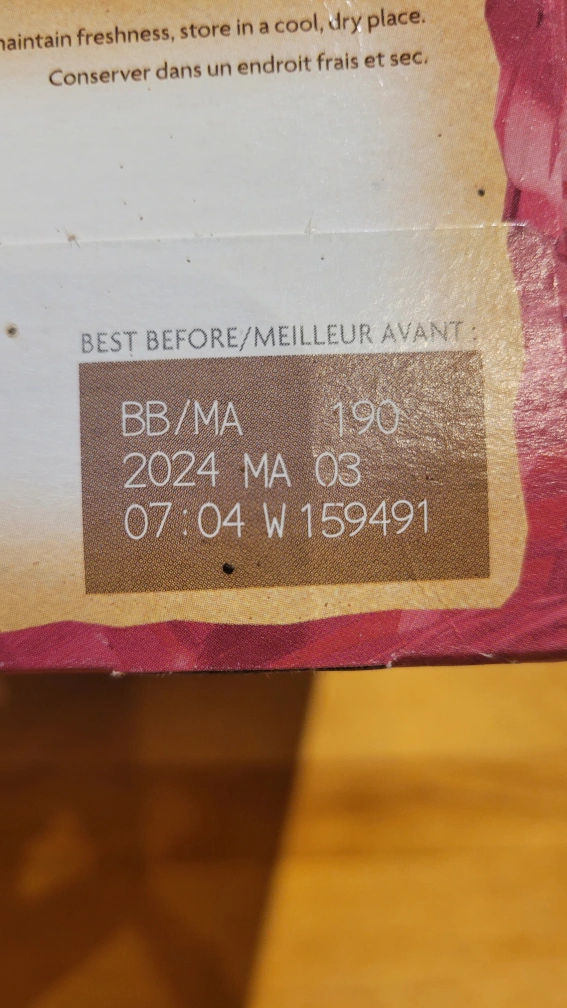 maintain freshness, store in a cool, dry place.
Conserver dans un endroit frais et sec.
BEST BEFORE/MEILLEUR AVANT :
BB/MA 190
2024 MA 03
07:04 W 159491